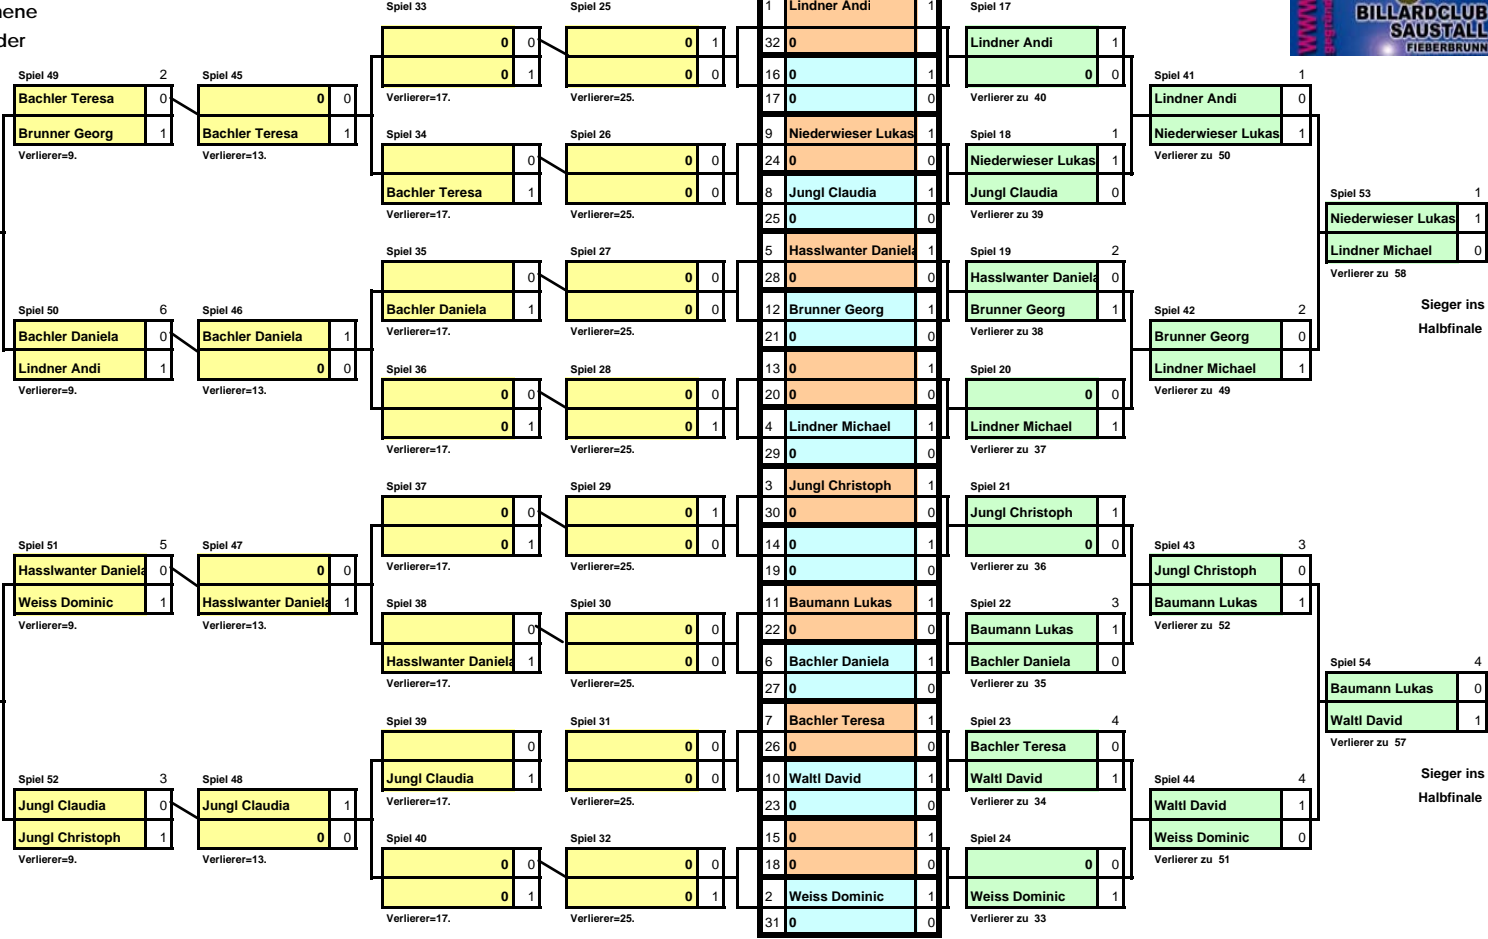 der
Spiel 49 2
Bachler Teresa 0
Brunner Georg 1
Verlierer=9.
Spiel 50 6
Bachler Daniela 0
Lindner Andi 1
Verlierer=9.
Spiel 51 5
Hasslwanter Daniela 0
Weiss Dominic 1
Verlierer=9.
Spiel 52 3
Jungl Claudia 0
Jungl Christoph 1
Verlierer=9.
Spiel 45
0 0
Bachler Teresa 1
Verlierer=13.
Spiel 46
Bachler Daniela 1
0 0
Verlierer=13.
Spiel 47
0 0
Hasslwanter Daniela 1
Verlierer=13.
Spiel 48
Jungl Claudia 1
0 0
Verlierer=13.
Spiel 33
0 0
0 1
Verlierer=17.
Spiel 34
0
Bachler Teresa 1
Verlierer=17.
Spiel 35
0
Bachler Daniela 1
Verlierer=17.
Spiel 36
0 0
0 1
Verlierer=17.
Spiel 37
0 0
0 1
Verlierer=17.
Spiel 38
0
Hasslwanter Daniela 1
Verlierer=17.
Spiel 39
0
Jungl Claudia 1
Verlierer=17.
Spiel 40
0 0
0 1
Verlierer=17.
Spiel 25
0 1
0 0
Verlierer=25.
Spiel 26
0 0
0 0
Verlierer=25.
Spiel 27
0 0
0 0
Verlierer=25.
Spiel 28
0 0
0 1
Verlierer=25.
Spiel 29
0 1
0 0
Verlierer=25.
Spiel 30
0 0
0 0
Verlierer=25.
Spiel 31
0 0
0 0
Verlierer=25.
Spiel 32
0 0
0 1
Verlierer=25.
1 Lindner Andi 1
32 0 0
16 0 1
17 0 0
9 Niederwieser Lukas 1
24 0 0
8 Jungl Claudia 1
25 0 0
5 Hasslwanter Daniela 1
28 0 0
12 Brunner Georg 1
21 0 0
13 0 1
20 0 0
4 Lindner Michael 1
29 0 0
3 Jungl Christoph 1
30 0 0
14 0 1
19 0 0
11 Baumann Lukas 1
22 0 0
6 Bachler Daniela 1
27 0 0
7 Bachler Teresa 1
26 0 0
10 Waltl David 1
23 0 0
15 0 1
18 0 0
2 Weiss Dominic 1
31 0 0
Spiel 17
Lindner Andi 1
0 0
Verlierer zu 40
Spiel 18 1
Niederwieser Lukas 1
Jungl Claudia 0
Verlierer zu 39
Spiel 19 2
Hasslwanter Daniela 0
Brunner Georg 1
Verlierer zu 38
Spiel 20
0 0
Lindner Michael 1
Verlierer zu 37
Spiel 21
Jungl Christoph 1
0 0
Verlierer zu 36
Spiel 22 3
Baumann Lukas 1
Bachler Daniela 0
Verlierer zu 35
Spiel 23 4
Bachler Teresa 0
Waltl David 1
Verlierer zu 34
Spiel 24
0 0
Weiss Dominic 1
Verlierer zu 33
Spiel 41 1
Lindner Andi 0
Niederwieser Lukas 1
Verlierer zu 50
Spiel 42 2
Brunner Georg 0
Lindner Michael 1
Verlierer zu 49
Spiel 43 3
Jungl Christoph 0
Baumann Lukas 1
Verlierer zu 52
Spiel 44 4
Waltl David 1
Weiss Dominic 0
Verlierer zu 51
WWW
BILLARDCLUB
SAUSTALL
FIEBERBRUNN
Spiel 53 1
Niederwieser Lukas 1
Lindner Michael 0
Verlierer zu 58
Sieger ins
Halbfinale
Spiel 54 4
Baumann Lukas 0
Waltl David 1
Verlierer zu 57
Sieger ins
Halbfinale